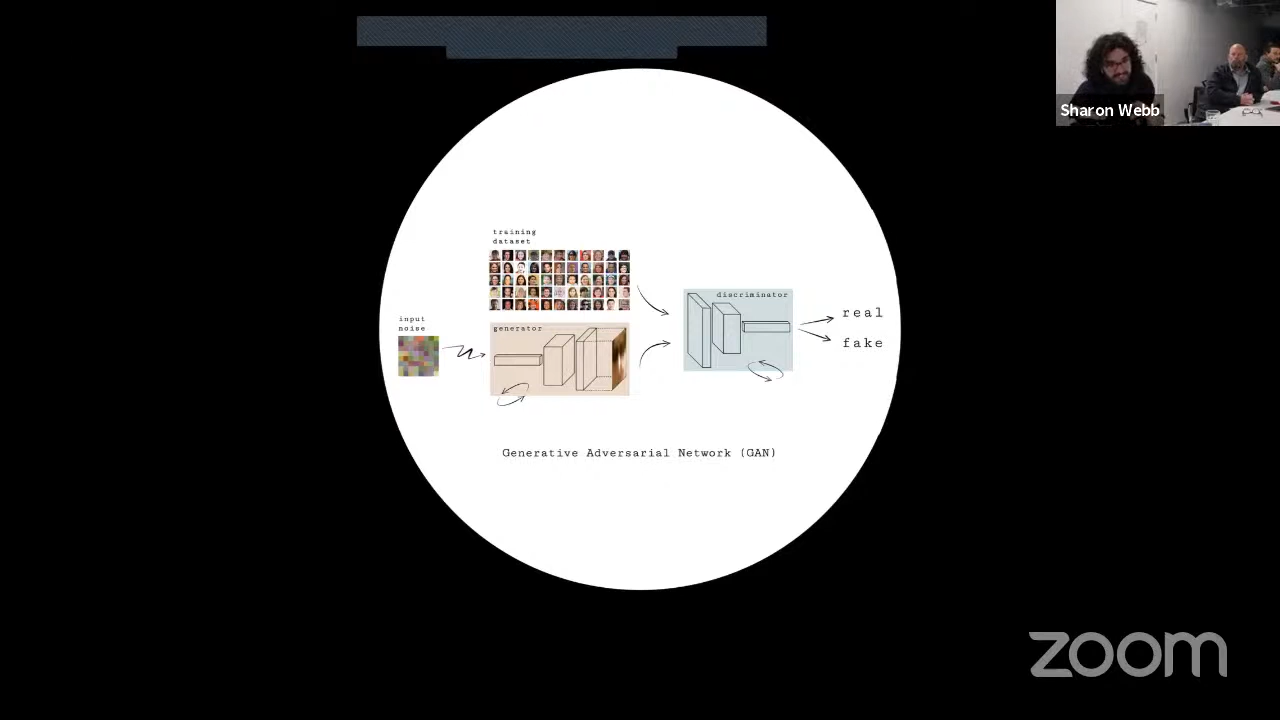 Sharon Webb
training
dataset
input
noise
generator
discriminator
real
fake
Generative Adversarial Network (GAN)
zoom